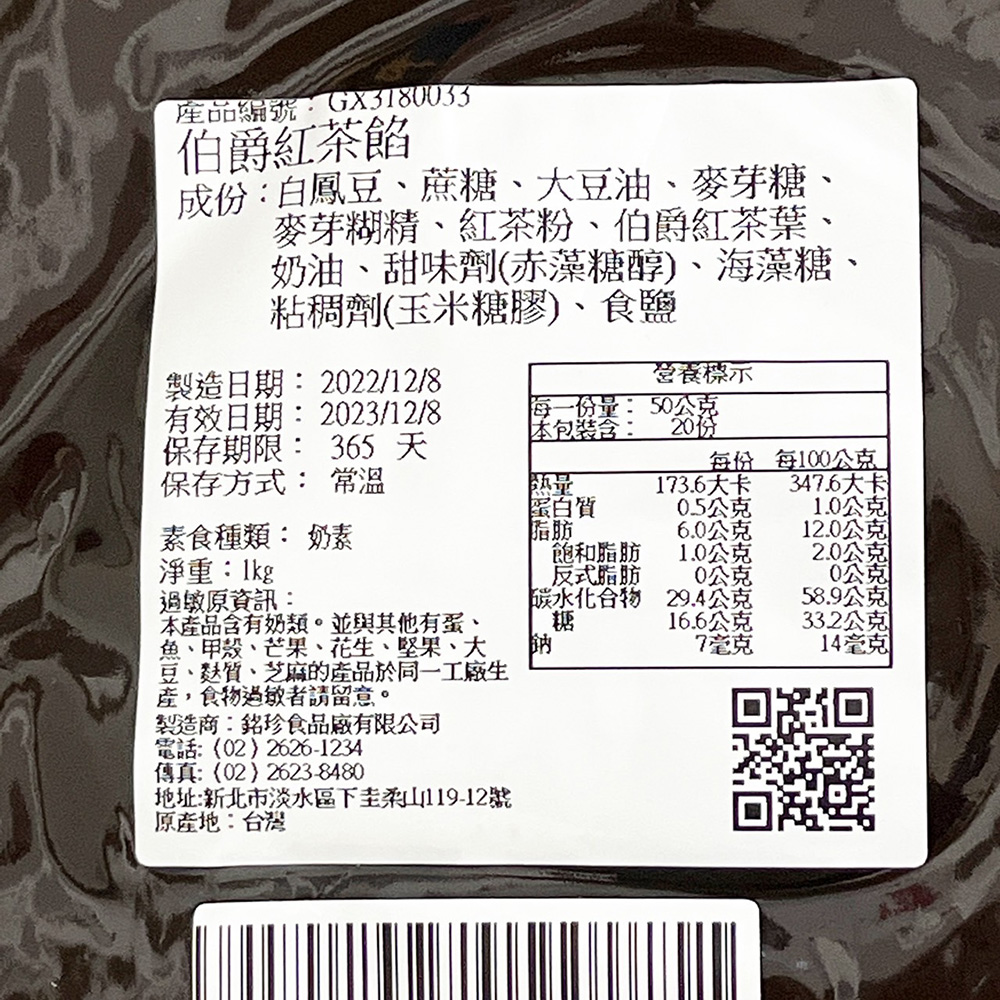 產品編號：GX3180033
伯爵紅茶餡
成份：白鳳豆、蔗糖、大豆油、麥芽糖、
麥芽糊精、紅茶粉、伯爵紅茶葉、
奶油、甜味劑(赤藻糖醇)、海藻糖、
粘稠劑(玉米糖膠)、食鹽
製造日期： 2022/12/8
有效日期： 2023/12/8
保存期限： 365 天
保存方式： 常溫
素食種類： 奶素
淨重：1kg
過敏原資訊：
本產品含有奶類。並與其他有蛋、
魚、甲殼、芒果、花生、堅果、大
豆、麩質、芝麻的產品於同一工廠生
產，食物過敏者請留意。
製造商：銘珍食品廠有限公司
電話:（02）2626-1234
傳真:（02）2623-8480
地址:新北市淡水區下圭柔山119-12號
原產地：台灣
營養標示
每一份量： 50公克
本包裝含： 20份
每份 每100公克
熱量 173.6大卡 347.6大卡
蛋白質 0.5公克 1.0公克
脂肪 6.0公克 12.0公克
飽和脂肪 1.0公克 2.0公克
反式脂肪 0公克 0公克
碳水化合物 29.4公克 58.9公克
糖 16.6公克 33.2公克
鈉 7毫克 14毫克